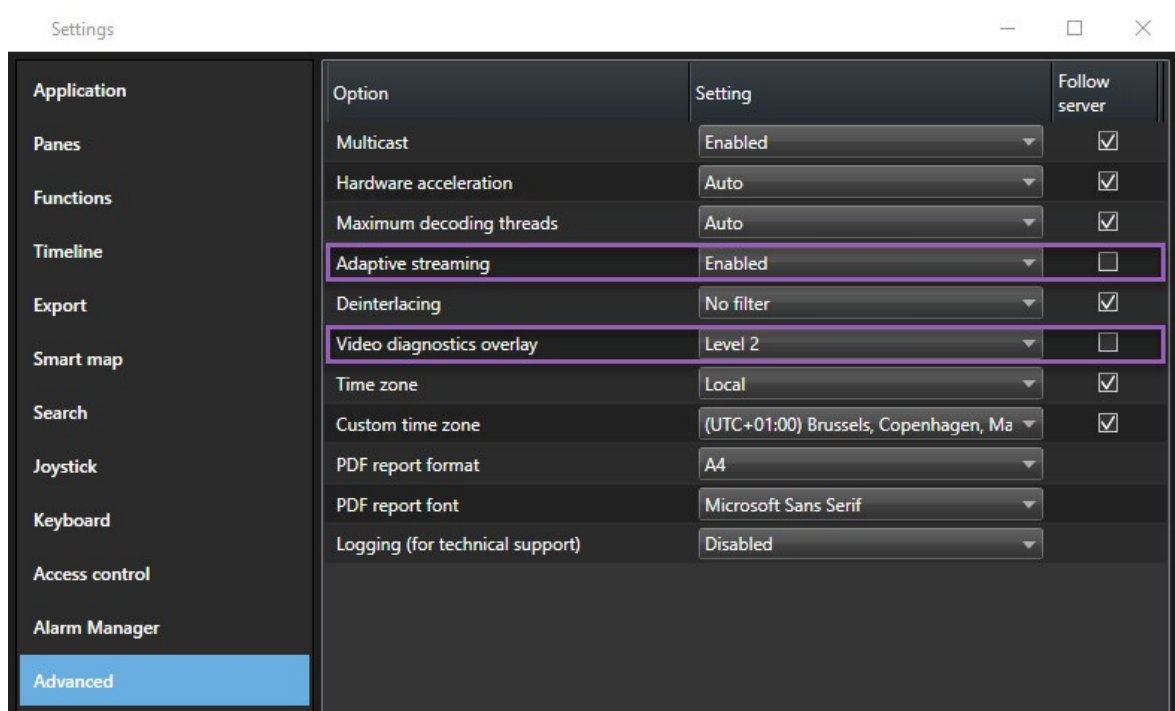 Settings
Application
Panes
Functions
Timeline
Export
Smart map
Search
Joystick
Keyboard
Access control
Alarm Manager
Advanced
Option Setting Follow server
Multicast Enabled
Hardware acceleration Auto
Maximum decoding threads Auto
Adaptive streaming Enabled
Deinterlacing No filter
Video diagnostics overlay Level 2
Time zone Local
Custom time zone (UTC+01:00) Brussels, Copenhagen, Ma
PDF report format A4
PDF report font Microsoft Sans Serif
Logging (for technical support) Disabled